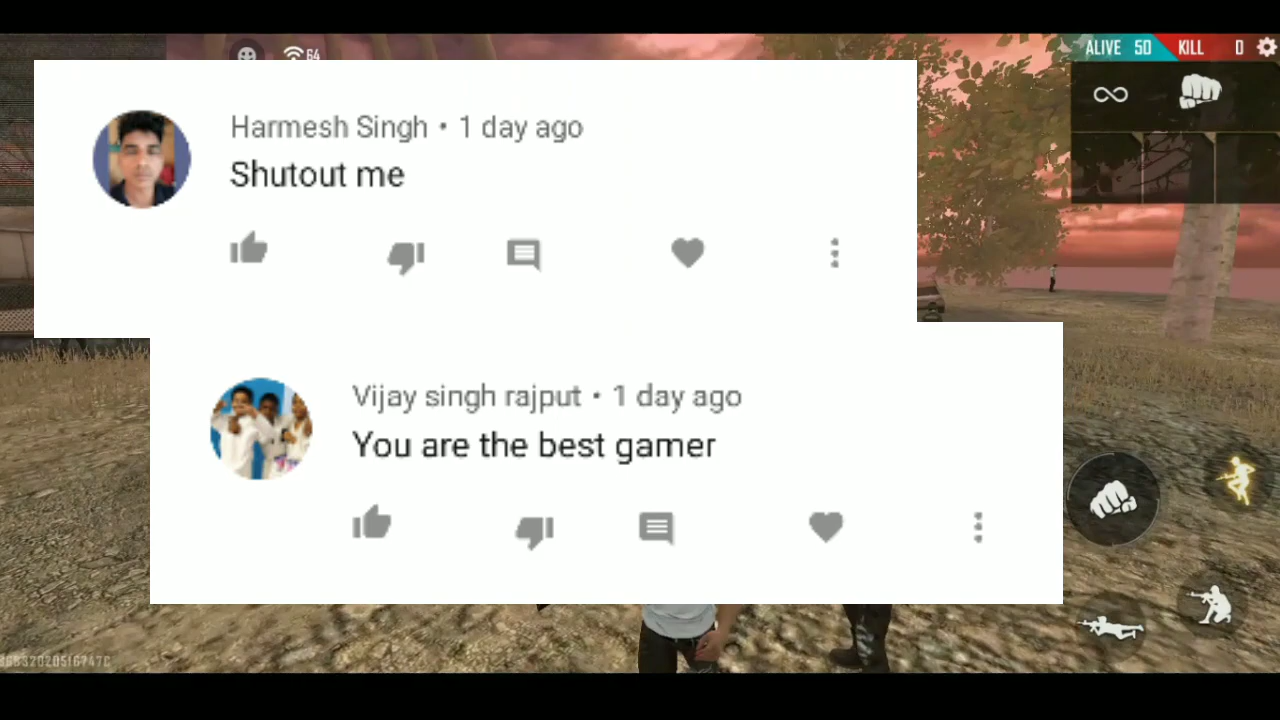 64
ALIVE 50 KILL 0
Harmesh Singh • 1 day ago
Shutout me
Vijay singh rajput • 1 day ago
You are the best gamer